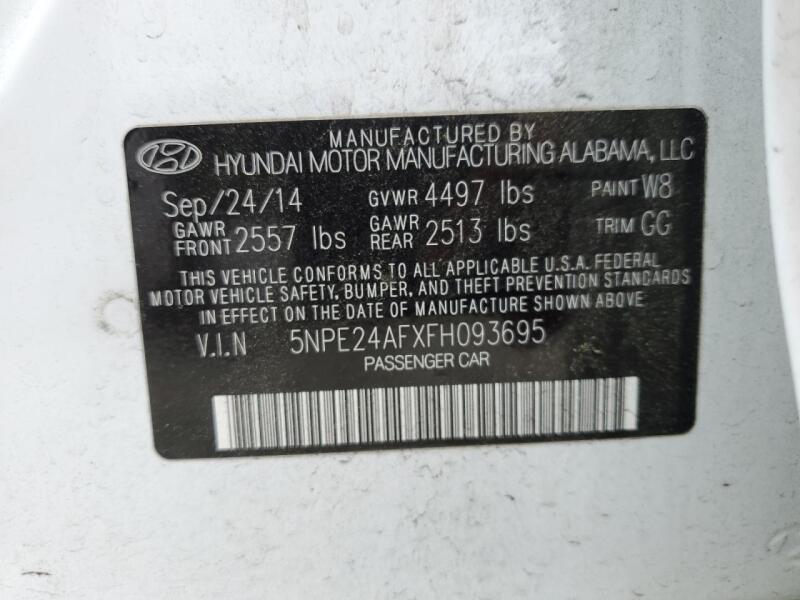 MANUFACTURED BY
HYUNDAI MOTOR MANUFACTURING ALABAMA, LLC
Sep/24/14 GVWR 4497 lbs PAINT W8
GAWR FRONT 2557 lbs GAWR REAR 2513 lbs TRIM GG
THIS VEHICLE CONFORMS TO ALL APPLICABLE U.S.A. FEDERAL
MOTOR VEHICLE SAFETY, BUMPER, AND THEFT PREVENTION STANDARDS
IN EFFECT ON THE DATE OF MANUFACTURE SHOWN ABOVE.
V.I.N 5NPE24AFXFH093695
PASSENGER CAR